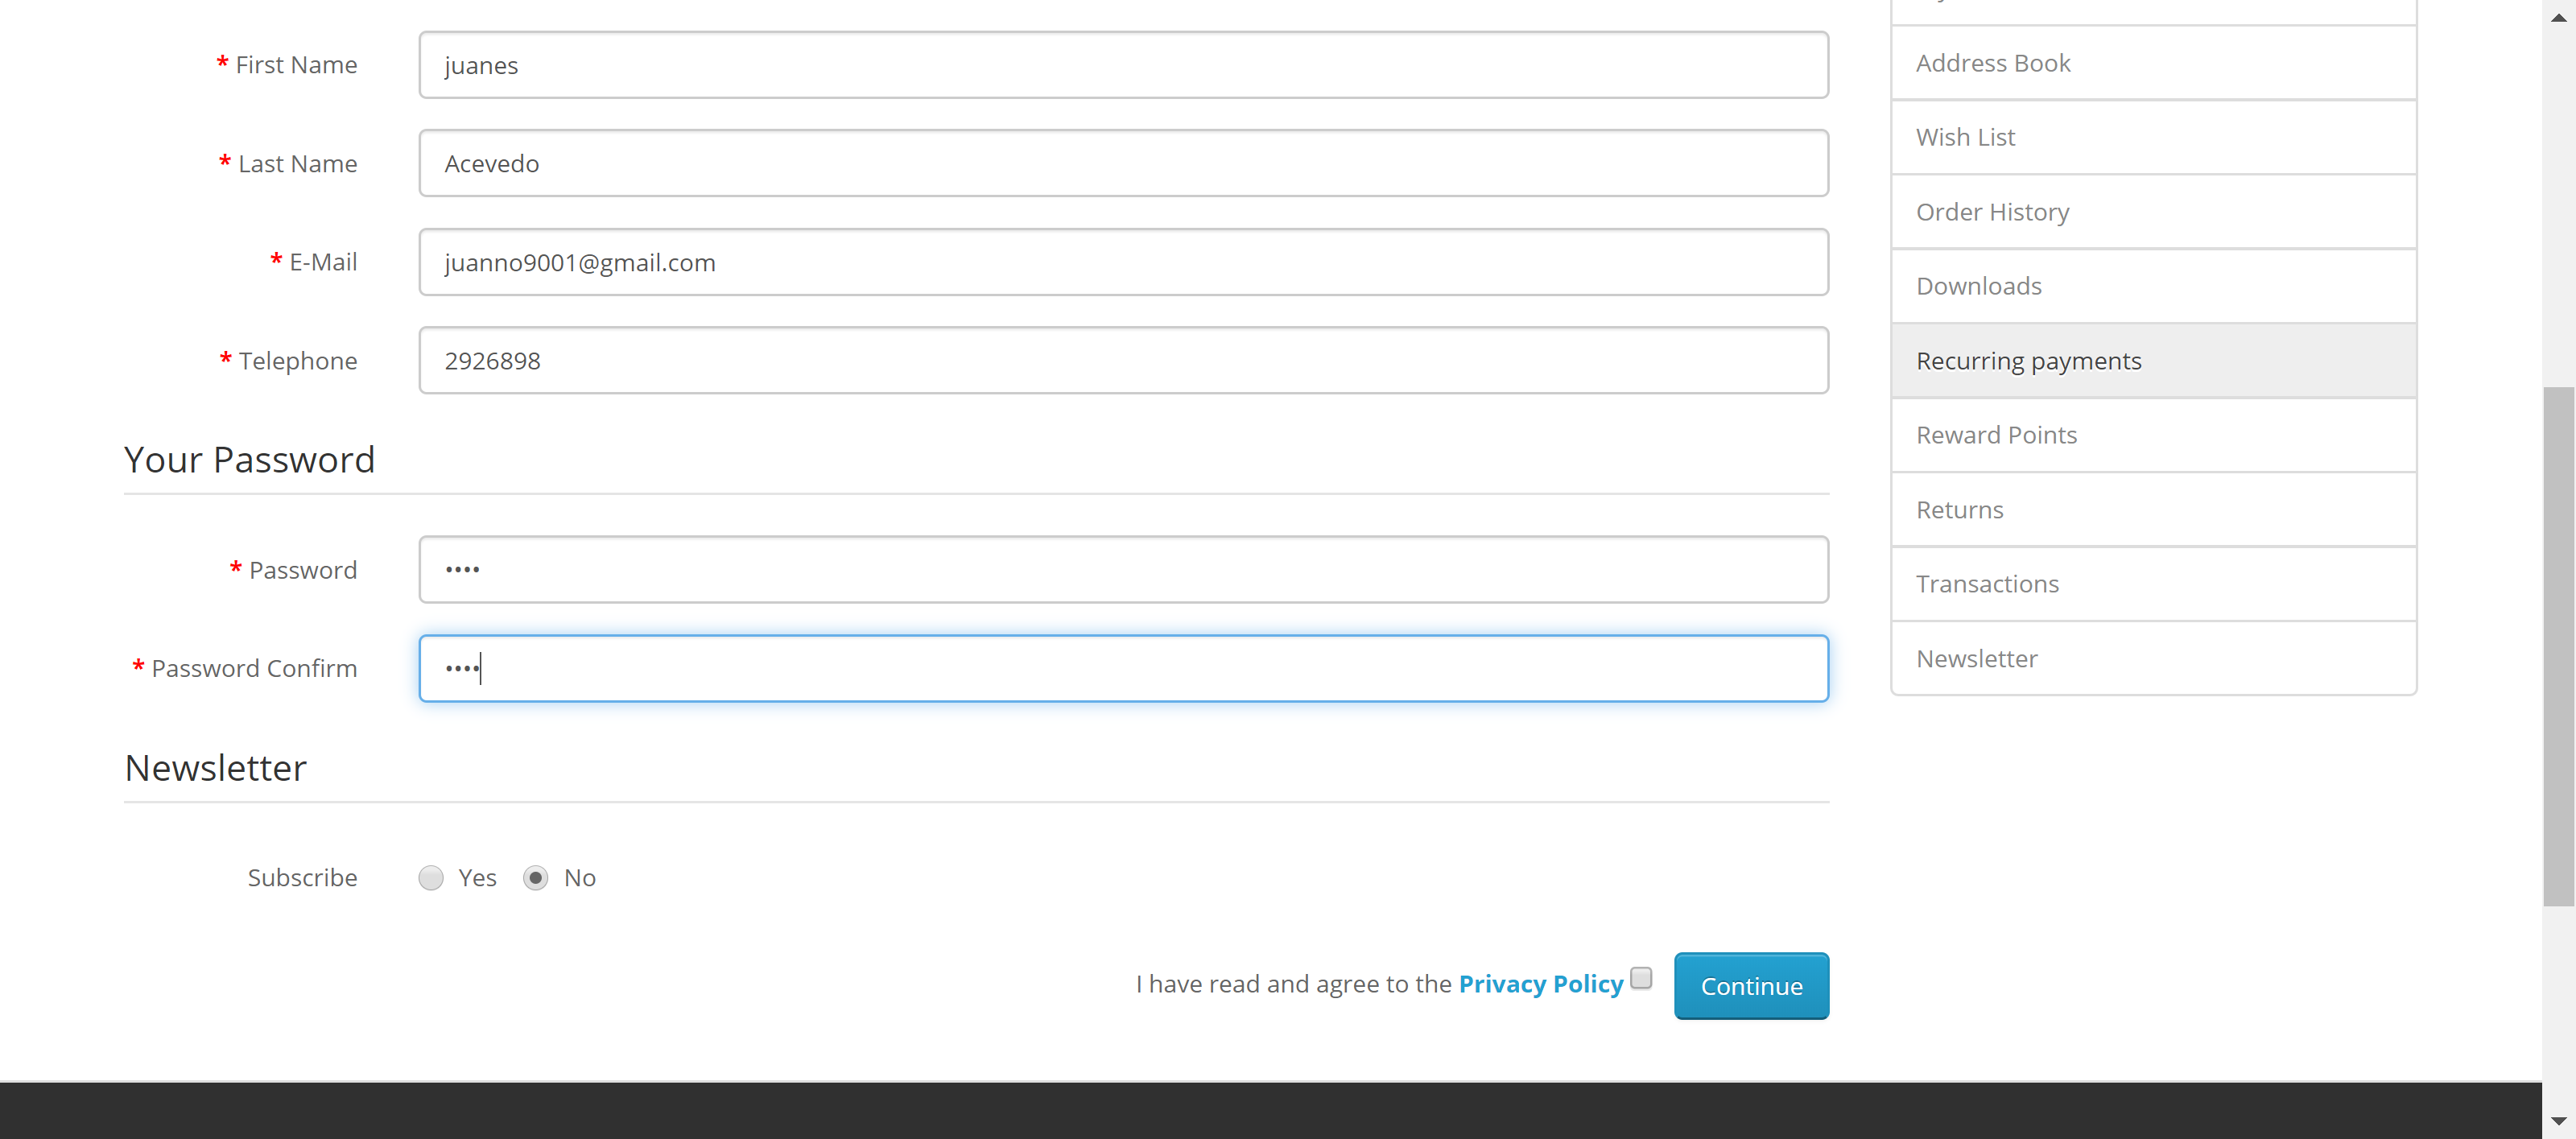 * First Name juanes
* Last Name Acevedo
* E-Mail juanno9001@gmail.com
* Telephone 2926898
Your Password
* Password ••••
* Password Confirm ••••
Newsletter
Subscribe Yes No
I have read and agree to the Privacy Policy Continue
Address Book
Wish List
Order History
Downloads
Recurring payments
Reward Points
Returns
Transactions
Newsletter